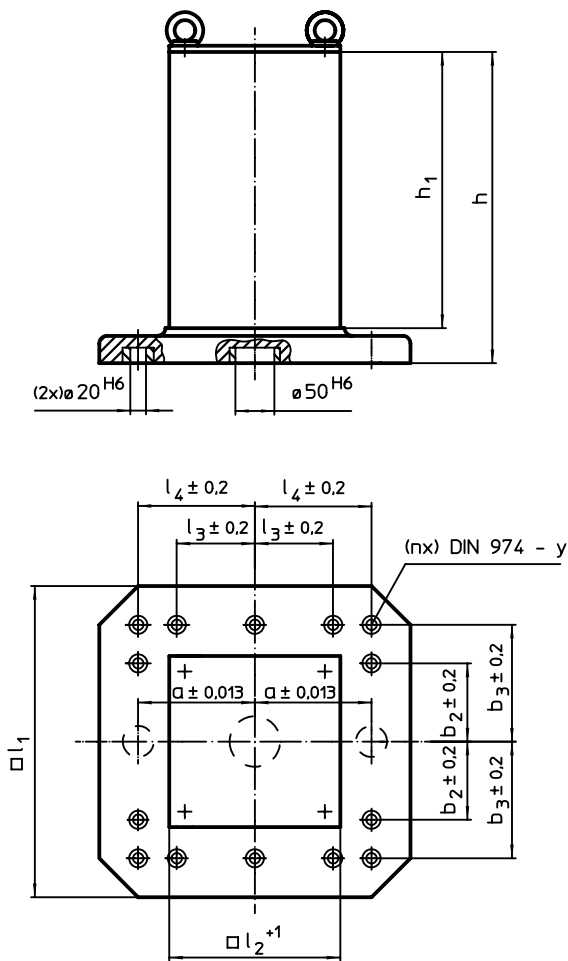 h₁
h
(2x)ø 20 H6
ø 50 H6
l₄ ± 0,2
l₄ ± 0,2
l₃ ± 0,2
l₃ ± 0,2
(nx) DIN 974 - y
a ± 0,013
a ± 0,013
b₂ ± 0,2
b₃ ± 0,2
b₂ ± 0,2
b₃ ± 0,2
□ l₁
□ l₂ +1